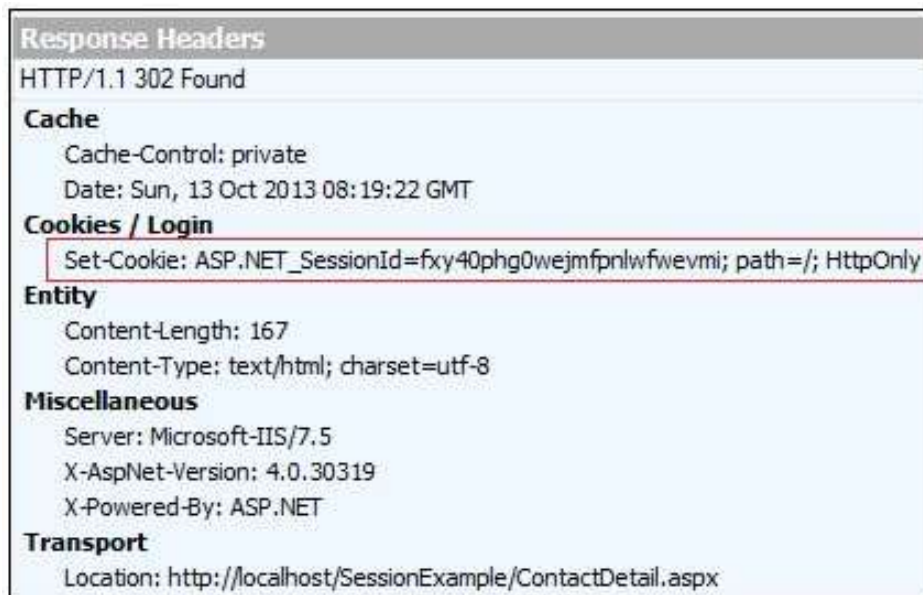 Response Headers
HTTP/1.1 302 Found
Cache
Cache-Control: private
Date: Sun, 13 Oct 2013 08:19:22 GMT
Cookies / Login
Set-Cookie: ASP.NET_SessionId=fxy40phg0wejmfpnlwfwevmi; path=/; HttpOnly
Entity
Content-Length: 167
Content-Type: text/html; charset=utf-8
Miscellaneous
Server: Microsoft-IIS/7.5
X-AspNet-Version: 4.0.30319
X-Powered-By: ASP.NET
Transport
Location: http://localhost/SessionExample/ContactDetail.aspx